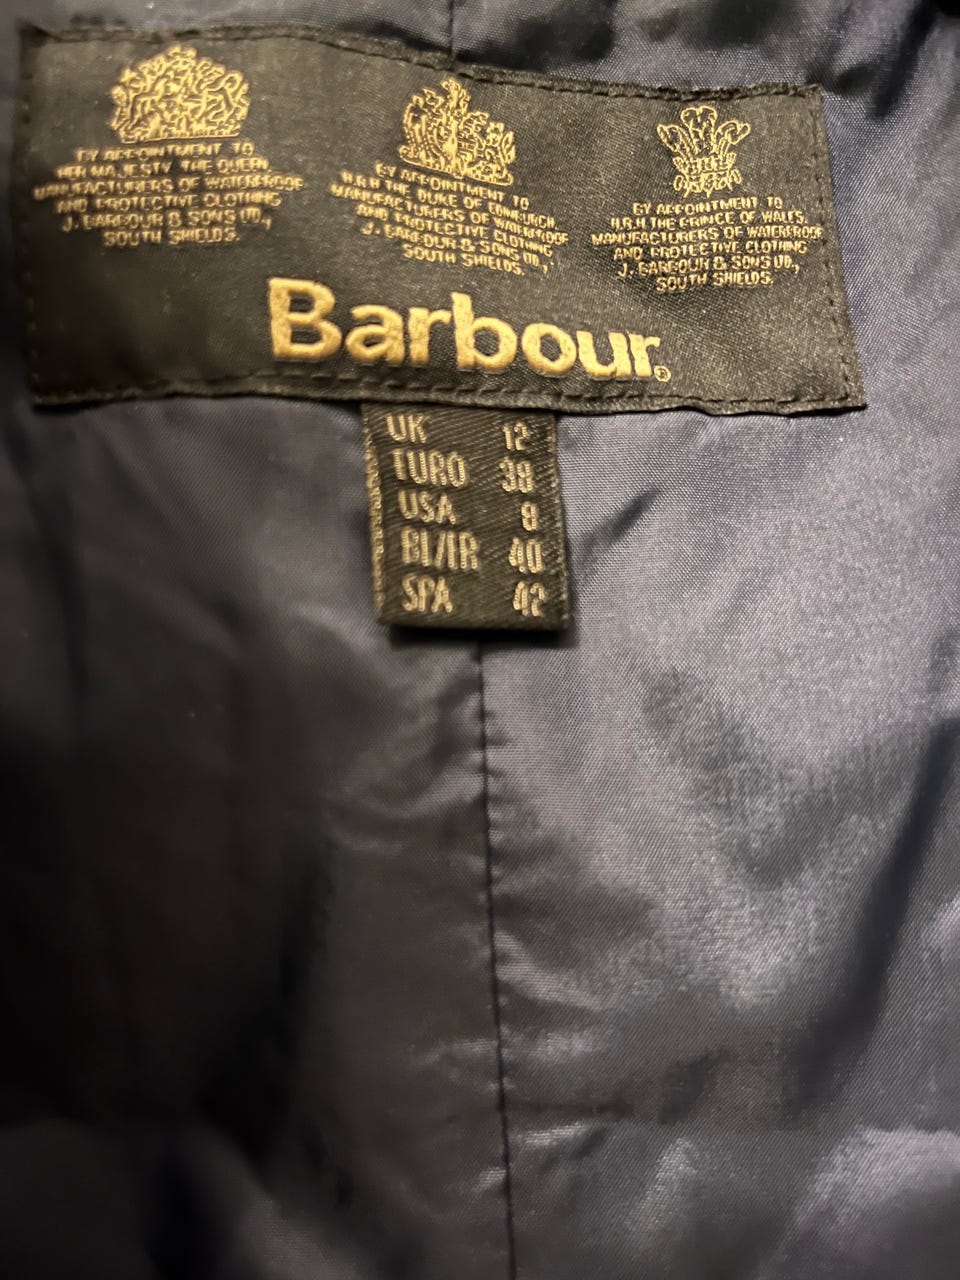 BY APPOINTMENT TO
HER MAJESTY THE QUEEN.
MANUFACTURERS OF WATERPROOF
AND PROTECTIVE CLOTHING
J. BARBOUR & SONS LTD.,
SOUTH SHIELDS.
BY APPOINTMENT TO
H.R.H THE DUKE OF EDINBURGH.
MANUFACTURERS OF WATERPROOF
AND PROTECTIVE CLOTHING
J. BARBOUR & SONS LTD.,
SOUTH SHIELDS.
BY APPOINTMENT TO
H.R.H THE PRINCE OF WALES.
MANUFACTURERS OF WATERPROOF
AND PROTECTIVE CLOTHING
J. BARBOUR & SONS LTD.,
SOUTH SHIELDS.
Barbour®
UK 12
EURO 38
USA 8
BI/IR 40
SPA 42